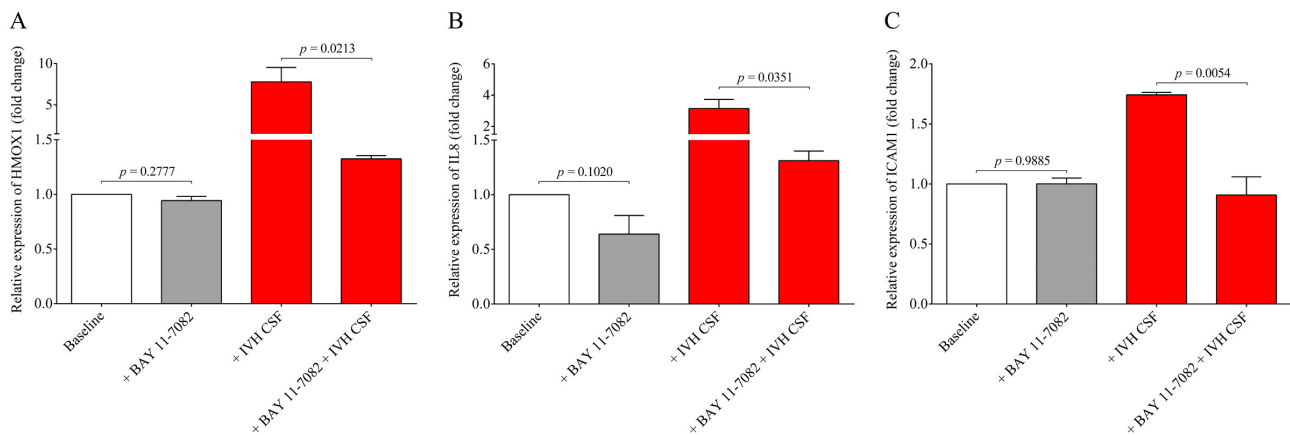 A
Relative expression of HMOX1 (fold change)
10
5
1.5
1.0
0.5
0.0
p = 0.2777
p = 0.0213
Baseline
+ BAY 11-7082
+ IVH CSF
+ BAY 11-7082 + IVH CSF
B
Relative expression of IL8 (fold change)
6
4
2
1.5
1.0
0.5
0.0
p = 0.1020
p = 0.0351
Baseline
+ BAY 11-7082
+ IVH CSF
+ BAY 11-7082 + IVH CSF
C
Relative expression of ICAM1 (fold change)
2.0
1.5
1.0
0.5
0.0
p = 0.9885
p = 0.0054
Baseline
+ BAY 11-7082
+ IVH CSF
+ BAY 11-7082 + IVH CSF